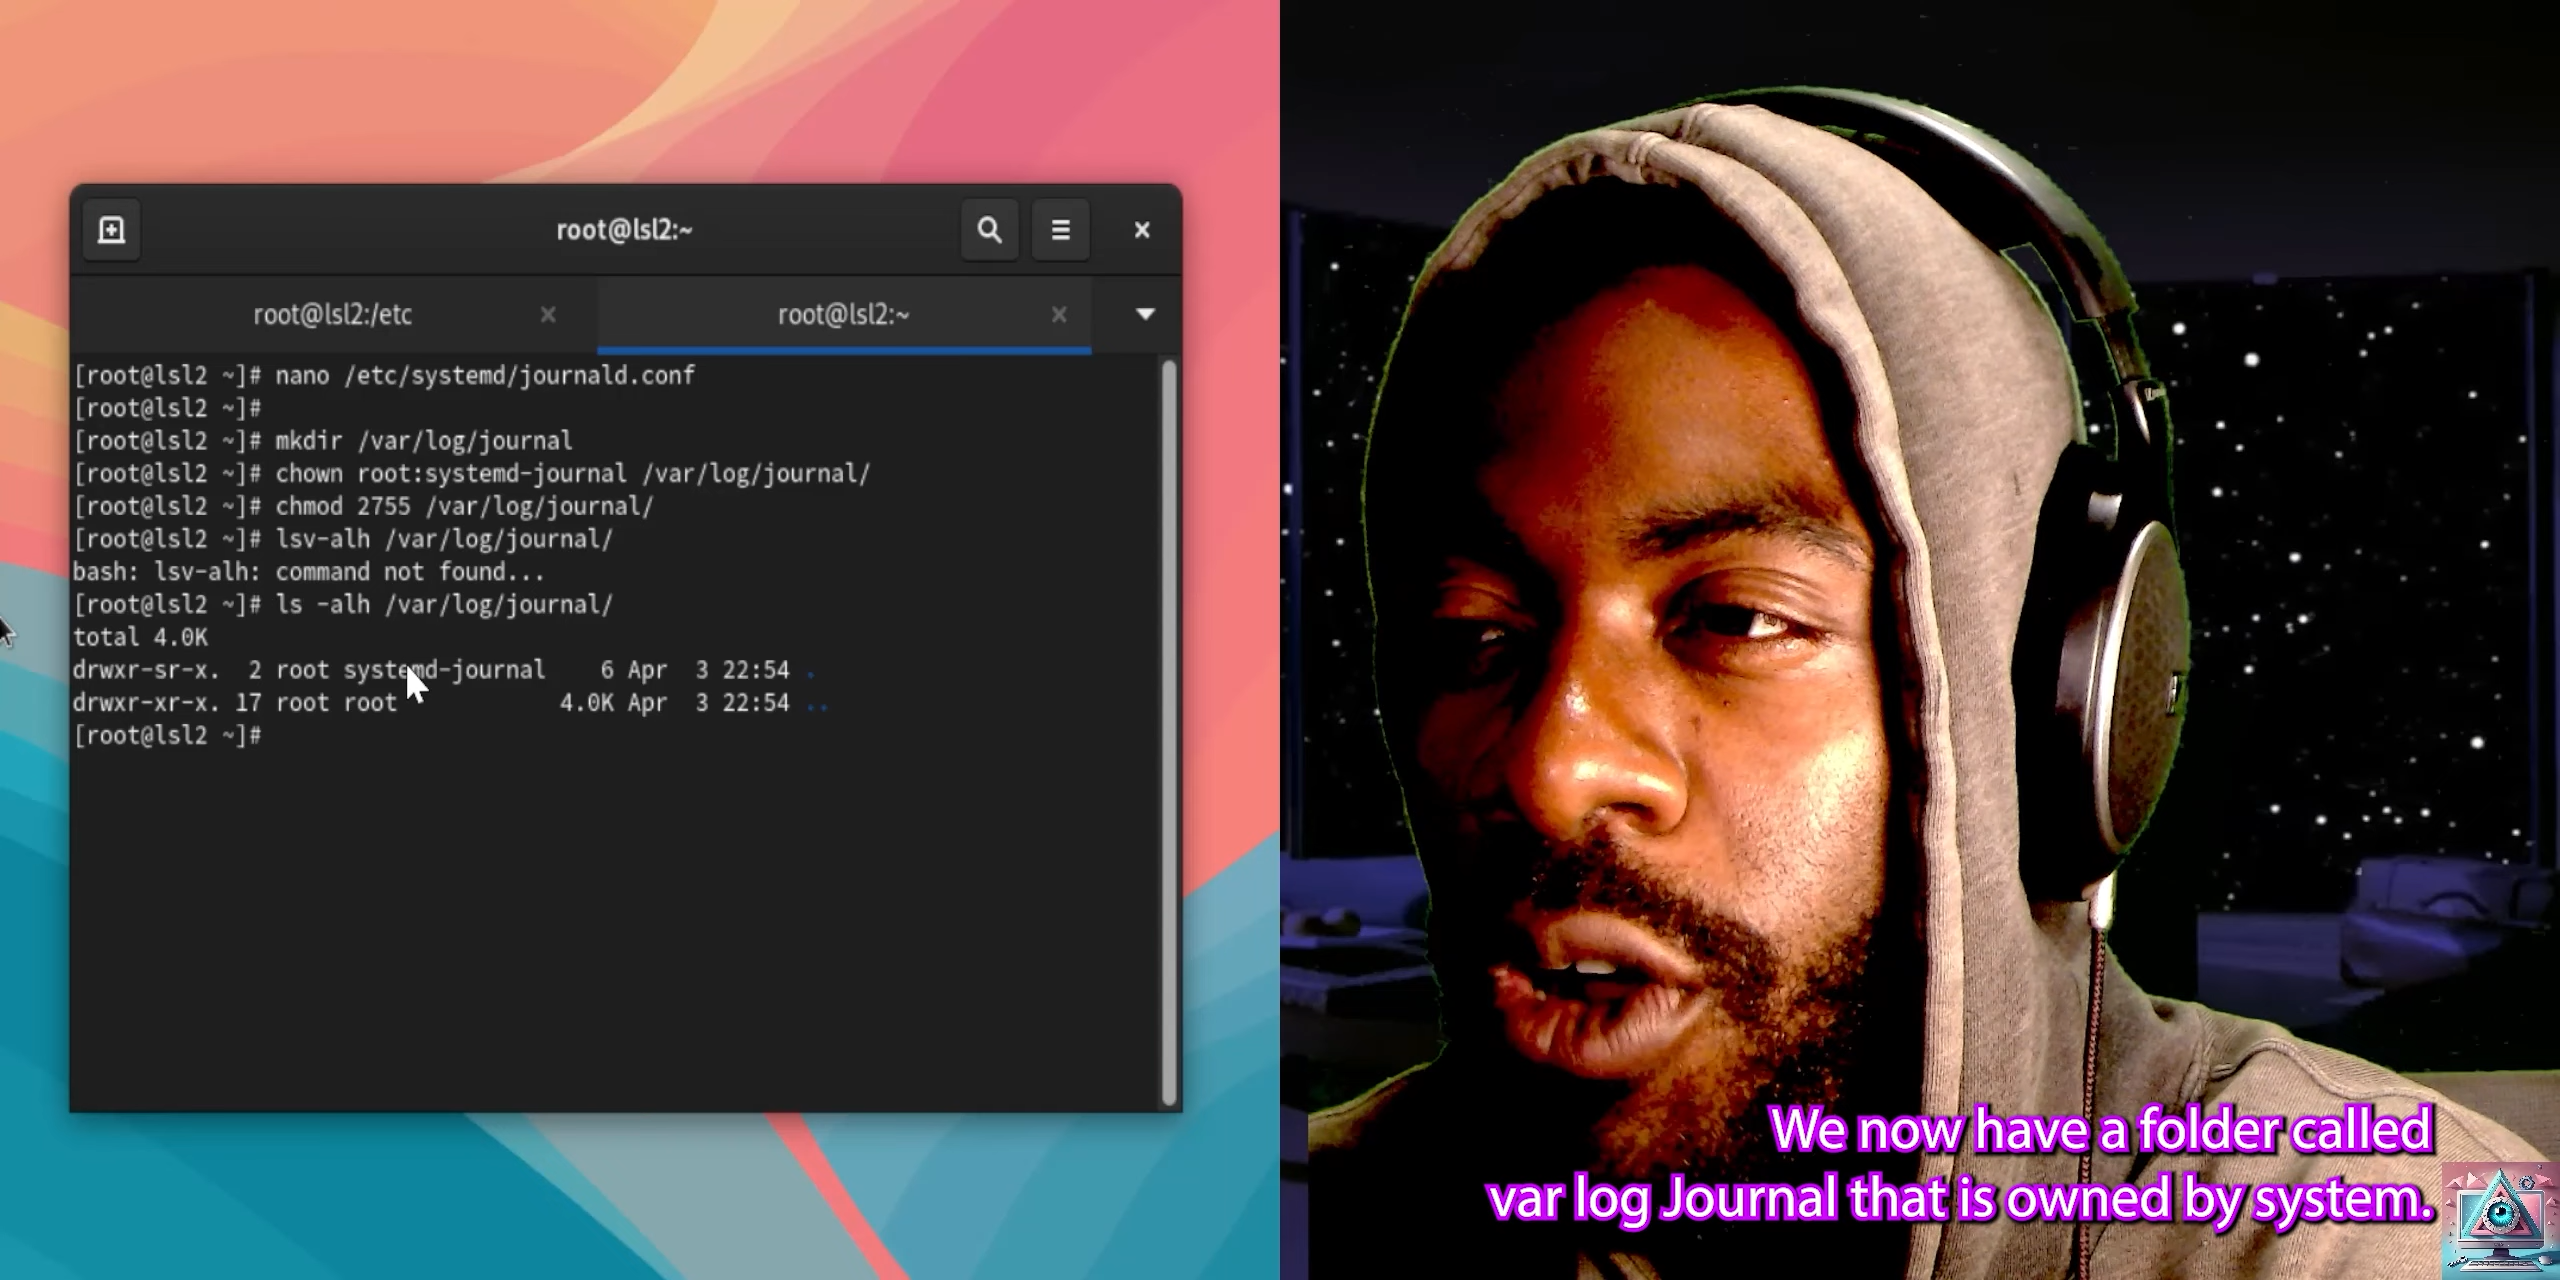 root@lsl2:~
root@lsl2:/etc
root@lsl2:~
[root@lsl2 ~]# nano /etc/systemd/journald.conf
[root@lsl2 ~]#
[root@lsl2 ~]# mkdir /var/log/journal
[root@lsl2 ~]# chown root:systemd-journal /var/log/journal/
[root@lsl2 ~]# chmod 2755 /var/log/journal/
[root@lsl2 ~]# lsv-alh /var/log/journal/
bash: lsv-alh: command not found...
[root@lsl2 ~]# ls -alh /var/log/journal/
total 4.0K
drwxr-sr-x. 2 root systemd-journal 6 Apr 3 22:54 .
drwxr-xr-x. 17 root root 4.0K Apr 3 22:54 ..
[root@lsl2 ~]#
We now have a folder called
var log Journal that is owned by system.